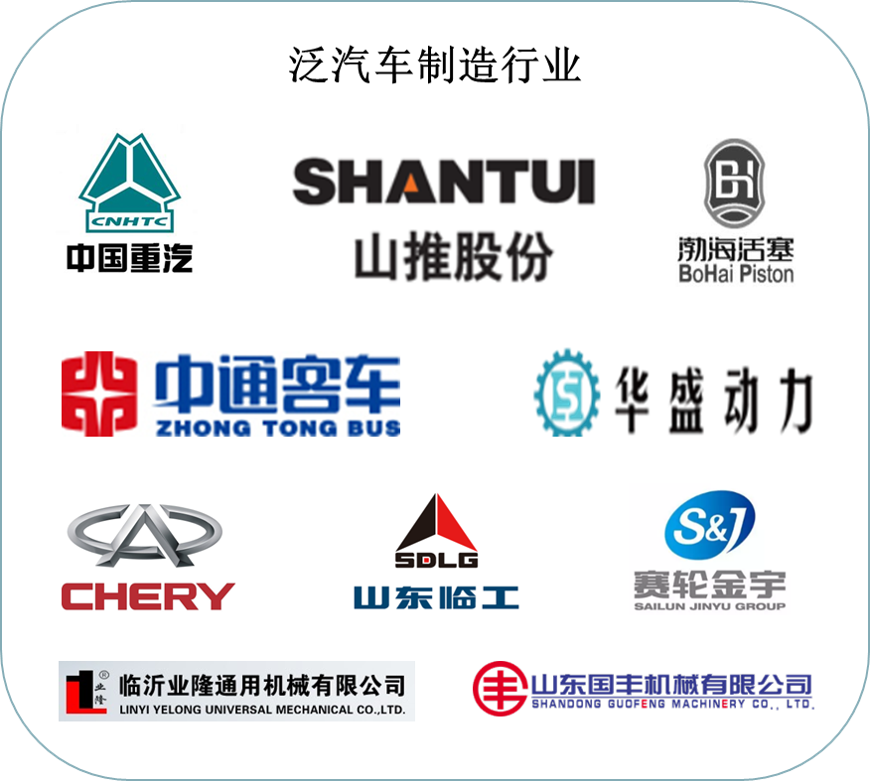 泛汽车制造行业
CNHTC
中国重汽
SHANTUI
山推股份
BH
渤海活塞
BoHai Piston
中通客车
ZHONG TONG BUS
华盛动力
CHERY
SDLG
山东临工
S&J
赛轮金宇
SAILUN JINYU GROUP
业隆®
临沂业隆通用机械有限公司
LINYI YELONG UNIVERSAL MECHANICAL CO.,LTD.
丰
山东国丰机械有限公司
SHANDONG GUOFENG MACHINERY CO., LTD.